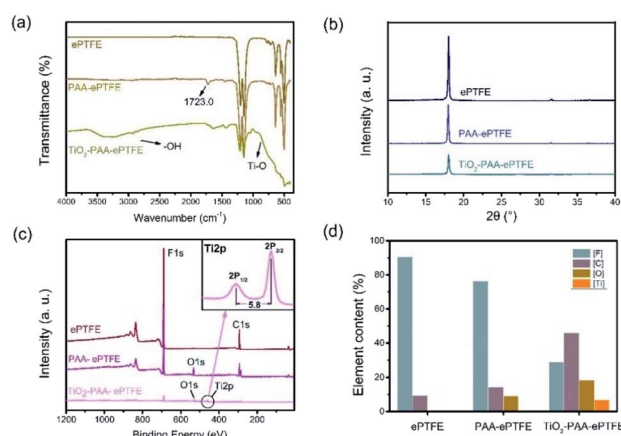 (a)
ePTFE
PAA-ePTFE
1723.0
TiO₂-PAA-ePTFE
-OH
Ti-O
Transmittance (%)
4000 3500 3000 2500 2000 1500 1000 500
Wavenumber (cm⁻¹)
(b)
ePTFE
PAA-ePTFE
TiO₂-PAA-ePTFE
Intensity (a. u.)
10 15 20 25 30 35 40
2θ (°)
(c)
F1s
Ti2p
2P₁/₂
2P₃/₂
5.8
ePTFE
C1s
PAA- ePTFE
O1s
O1s
Ti2p
TiO₂-PAA- ePTFE
Intensity (a. u.)
1200 1000 800 600 400 200
Binding Energy (eV)
(d)
[F]
[C]
[O]
[Ti]
Element content (%)
100
80
60
40
20
0
ePTFE PAA-ePTFE TiO₂-PAA-ePTFE